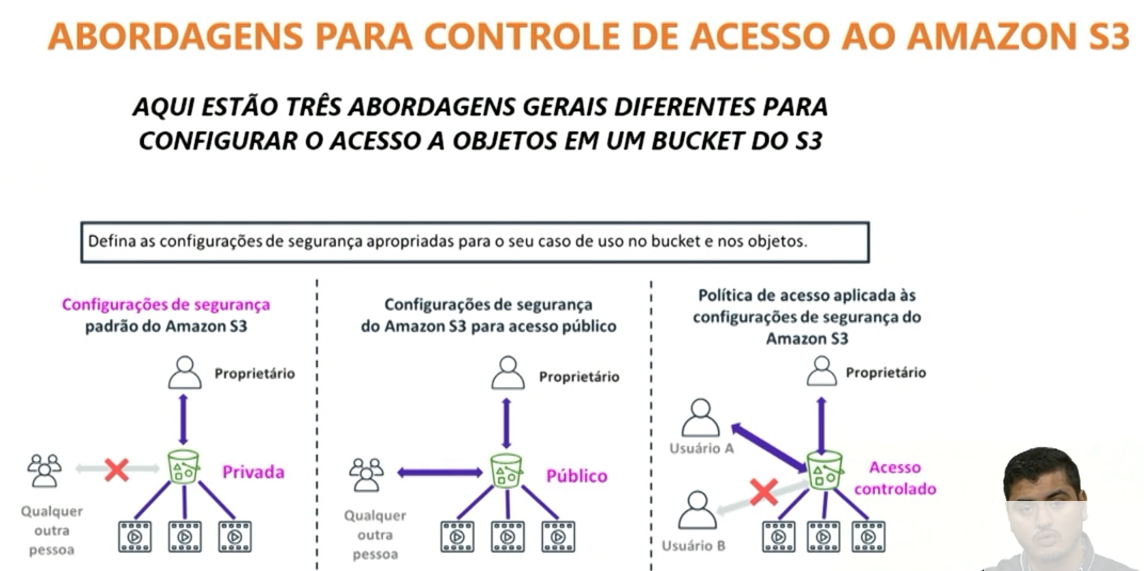 ABORDAGENS PARA CONTROLE DE ACESSO AO AMAZON S3
AQUI ESTÃO TRÊS ABORDAGENS GERAIS DIFERENTES PARA
CONFIGURAR O ACESSO A OBJETOS EM UM BUCKET DO S3
Defina as configurações de segurança apropriadas para o seu caso de uso no bucket e nos objetos.
Configurações de segurança
padrão do Amazon S3
Proprietário
Privada
Qualquer
outra
pessoa
Configurações de segurança
do Amazon S3 para acesso público
Proprietário
Público
Qualquer
outra
pessoa
Política de acesso aplicada às
configurações de segurança do
Amazon S3
Proprietário
Usuário A
Acesso
controlado
Usuário B